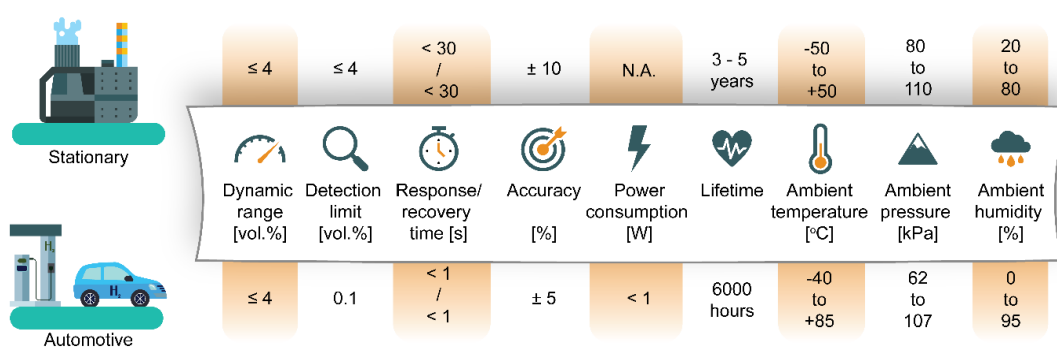 ≤ 4
≤ 4
< 30
/
< 30
± 10
N.A.
3 - 5
years
-50
to
+50
80
to
110
20
to
80
Stationary
Dynamic
range
[vol.%]
Detection
limit
[vol.%]
Response/
recovery
time [s]
Accuracy
[%]
Power
consumption
[W]
Lifetime
Ambient
temperature
[°C]
Ambient
pressure
[kPa]
Ambient
humidity
[%]
H₂
H₂
Automotive
≤ 4
0.1
< 1
/
< 1
± 5
< 1
6000
hours
-40
to
+85
62
to
107
0
to
95